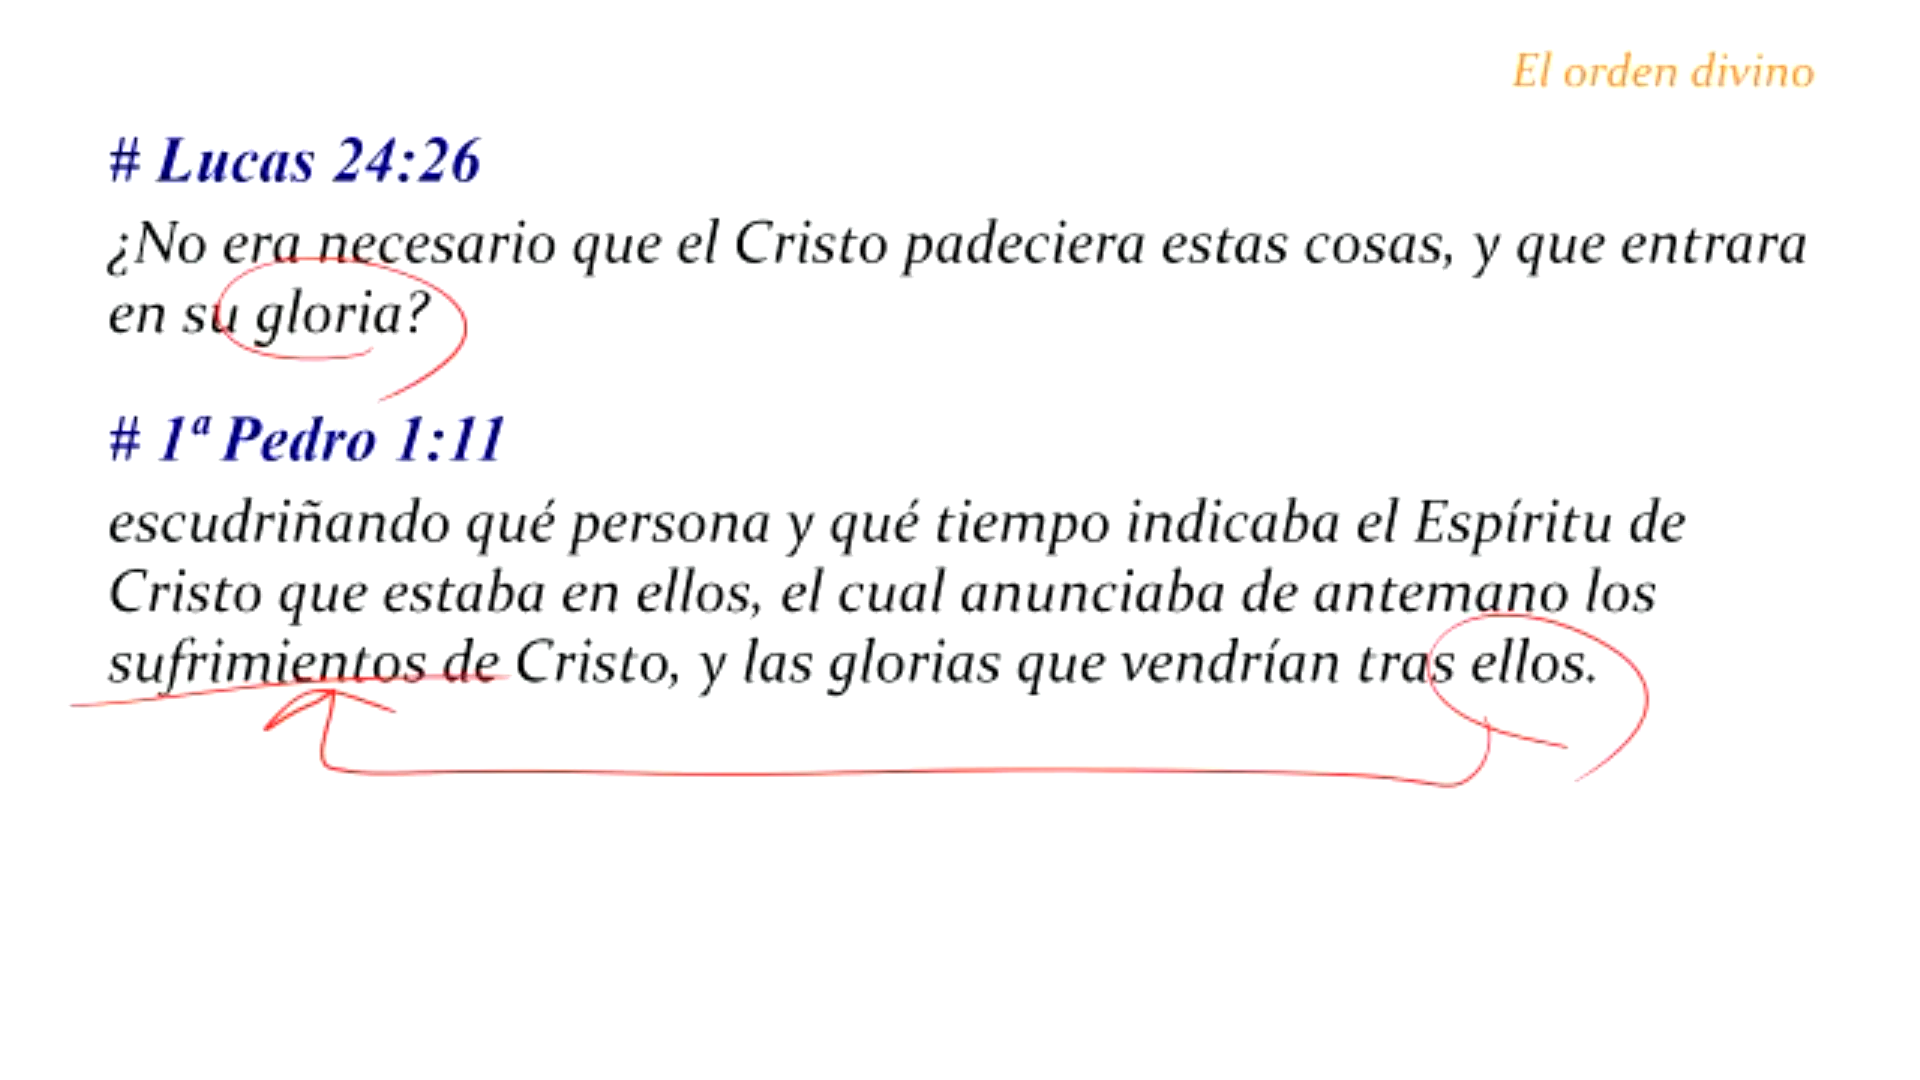 El orden divino
# Lucas 24:26
¿No era necesario que el Cristo padeciera estas cosas, y que entrara
en su gloria?
# 1ª Pedro 1:11
escudriñando qué persona y qué tiempo indicaba el Espíritu de
Cristo que estaba en ellos, el cual anunciaba de antemano los
sufrimientos de Cristo, y las glorias que vendrían tras ellos.